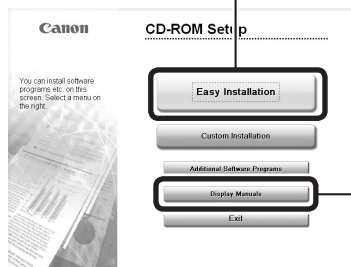 Canon
CD-ROM Setup
You can install software
programs etc. on this
screen. Select a menu on
the right.
Easy Installation
Custom Installation
Additional Software Programs
Display Manuals
Exit